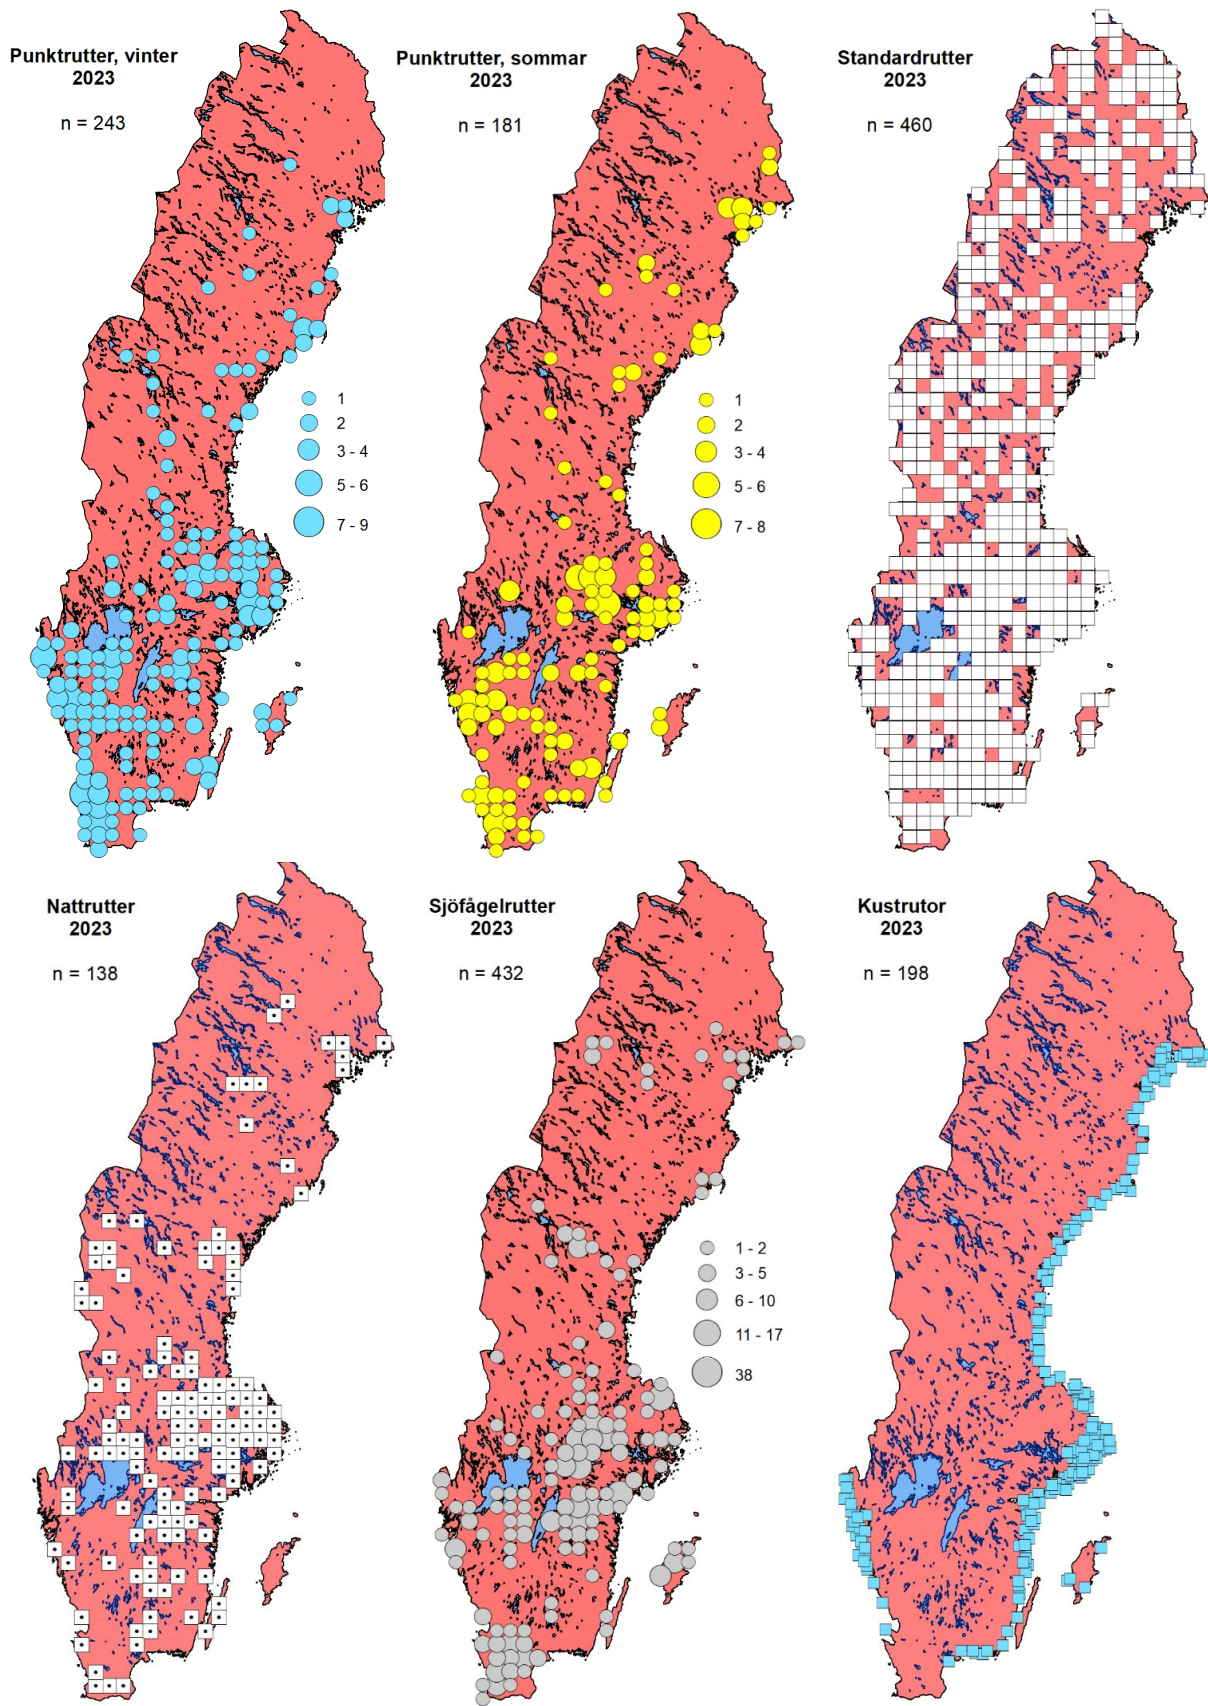 Punktrutter, vinter
2023
n = 243
1
2
3 - 4
5 - 6
7 - 9
Punktrutter, sommar
2023
n = 181
1
2
3 - 4
5 - 6
7 - 8
Standardrutter
2023
n = 460
Nattrutter
2023
n = 138
Sjöfågelrutter
2023
n = 432
1 - 2
3 - 5
6 - 10
11 - 17
38
Kustrutor
2023
n = 198